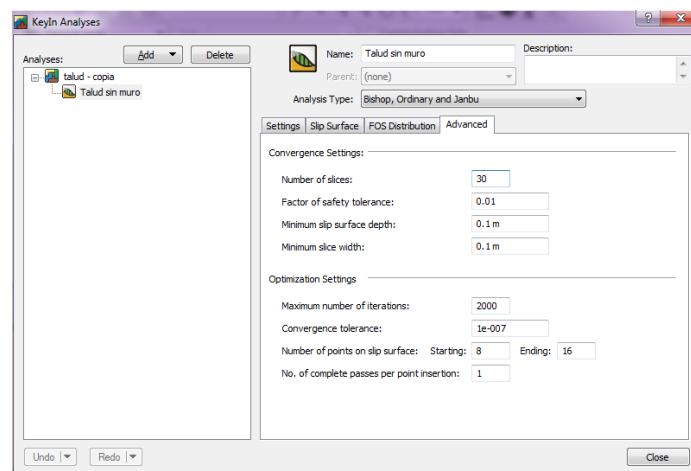 KeyIn Analyses
Analyses:
Add
Delete
talud - copia
Talud sin muro
Name: Talud sin muro
Description:
Parent: (none)
Analysis Type: Bishop, Ordinary and Janbu
Settings Slip Surface FOS Distribution Advanced
Convergence Settings:
Number of slices: 30
Factor of safety tolerance: 0.01
Minimum slip surface depth: 0.1 m
Minimum slice width: 0.1 m
Optimization Settings
Maximum number of iterations: 2000
Convergence tolerance: 1e-007
Number of points on slip surface: Starting: 8 Ending: 16
No. of complete passes per point insertion: 1
Undo Redo Close